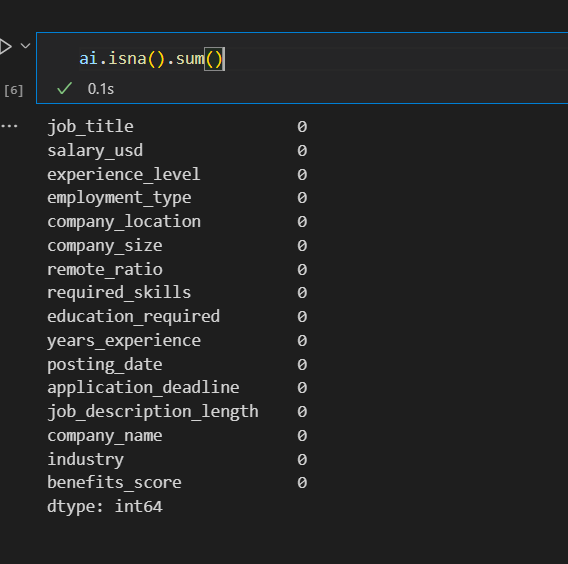 ai.isna().sum()
[6]
0.1s
...
job_title 0
salary_usd 0
experience_level 0
employment_type 0
company_location 0
company_size 0
remote_ratio 0
required_skills 0
education_required 0
years_experience 0
posting_date 0
application_deadline 0
job_description_length 0
company_name 0
industry 0
benefits_score 0
dtype: int64